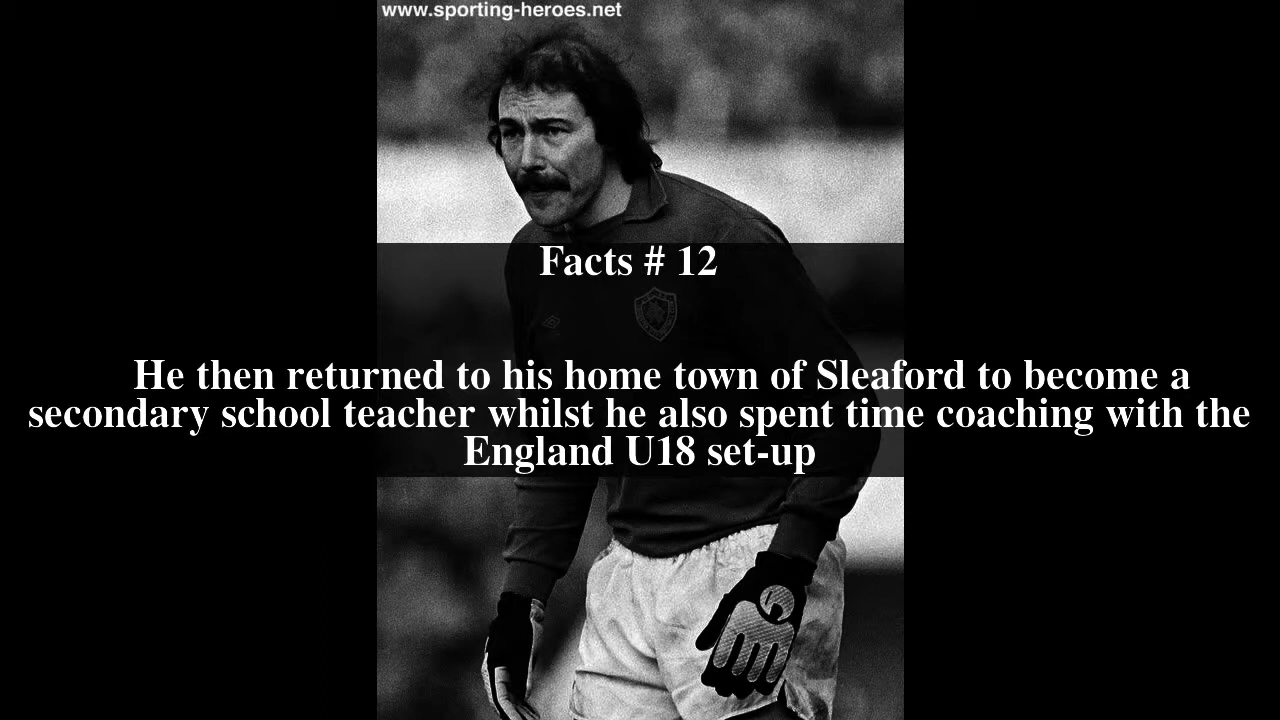 www.sporting-heroes.net
Facts # 12
He then returned to his home town of Sleaford to become a
secondary school teacher whilst he also spent time coaching with the
England U18 set-up